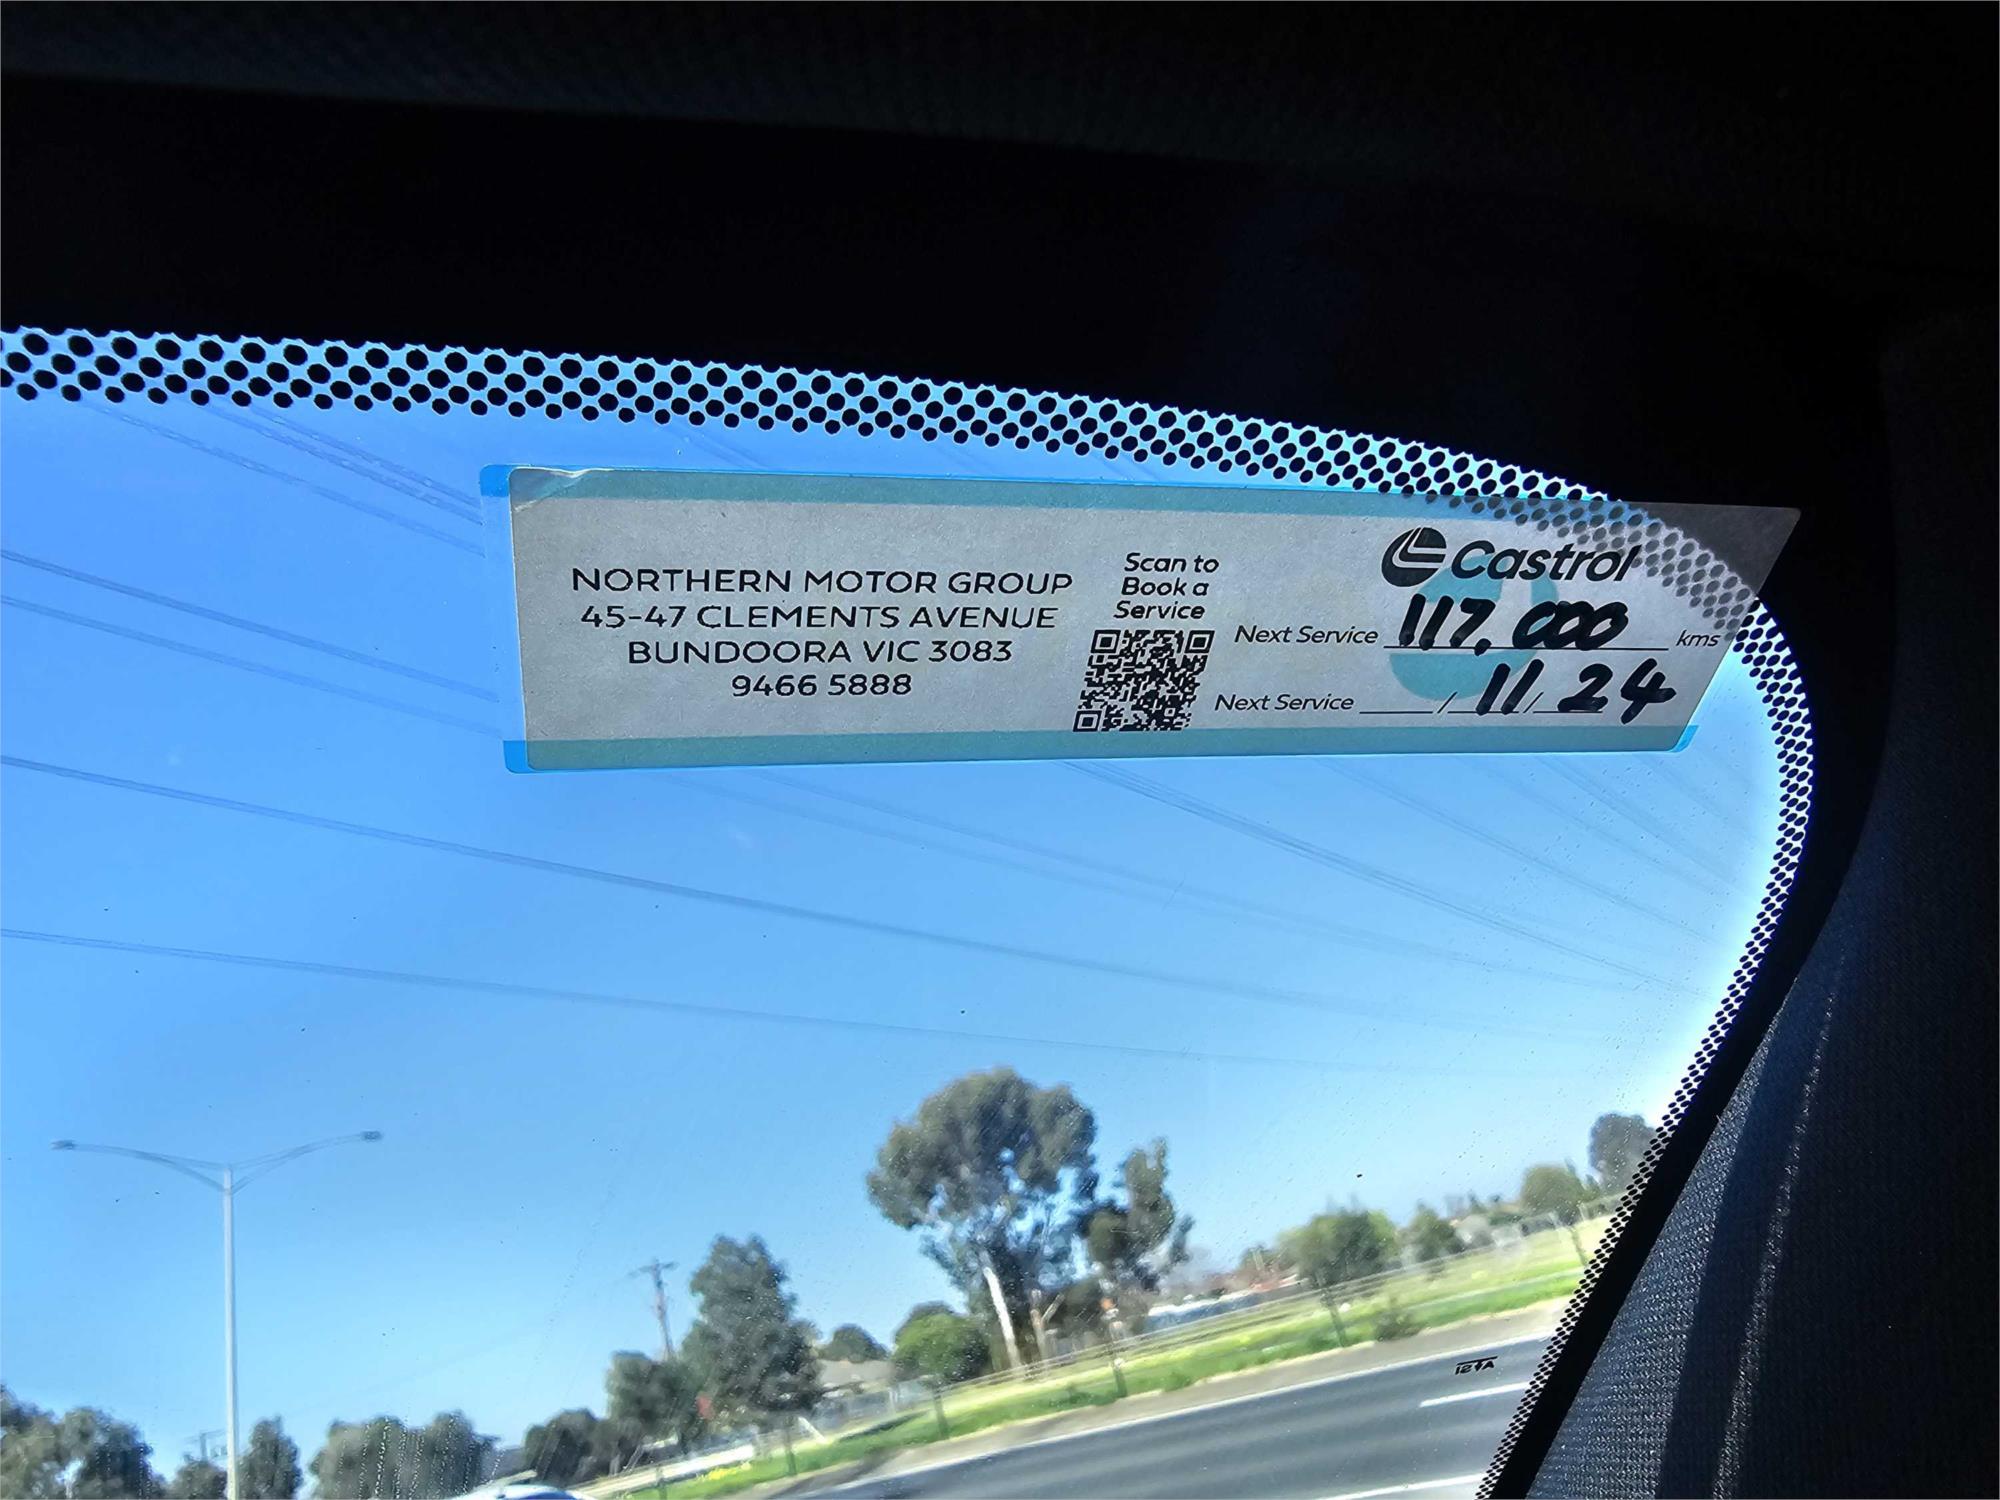 NORTHERN MOTOR GROUP
45-47 CLEMENTS AVENUE
BUNDOORA VIC 3083
9466 5888
Scan to
Book a
Service
Castrol
Next Service 117,000 kms
Next Service ____/11/24